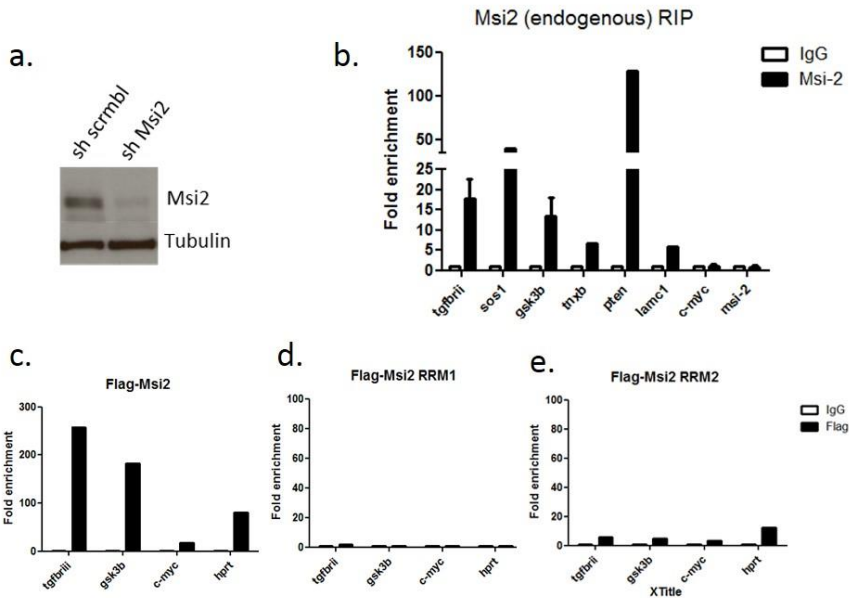 Msi2 (endogenous) RIP
a.
sh scrmbl
sh Msi2
Msi2
Tubulin
b.
IgG
Msi-2
Fold enrichment
150
100
50
25
20
15
10
5
0
tgfbrii
sos1
gsk3b
tnxb
pten
lamc1
c-myc
msi-2
c.
Flag-Msi2
Fold enrichment
300
200
100
0
tgfbriii
gsk3b
c-myc
hprt
d.
Flag-Msi2 RRM1
Fold enrichment
100
80
60
40
20
0
tgfbrii
gsk3b
c-myc
hprt
e.
Flag-Msi2 RRM2
IgG
Flag
Fold enrichment
100
80
60
40
20
0
tgfbrii
gsk3b
c-myc
hprt
XTitle